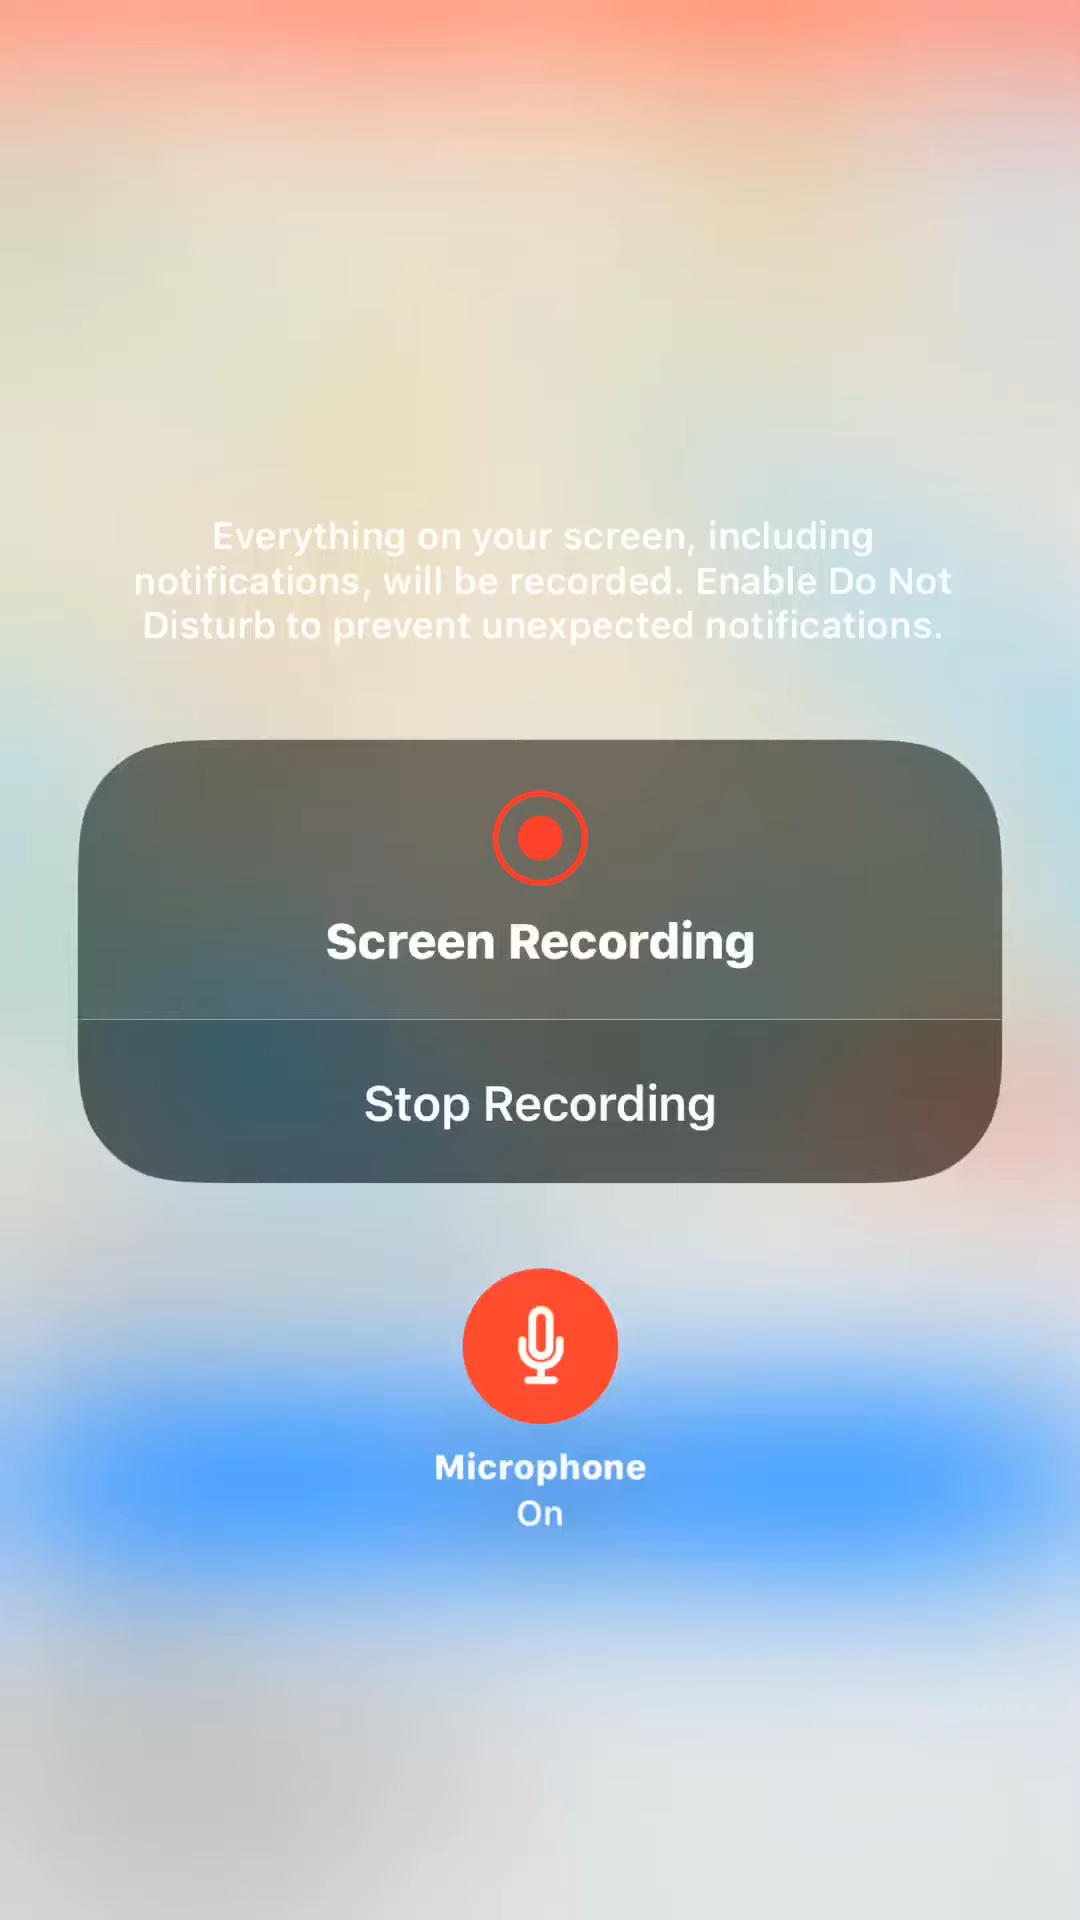 Everything on your screen, including
notifications, will be recorded. Enable Do Not
Disturb to prevent unexpected notifications.
Screen Recording
Stop Recording
Microphone
On